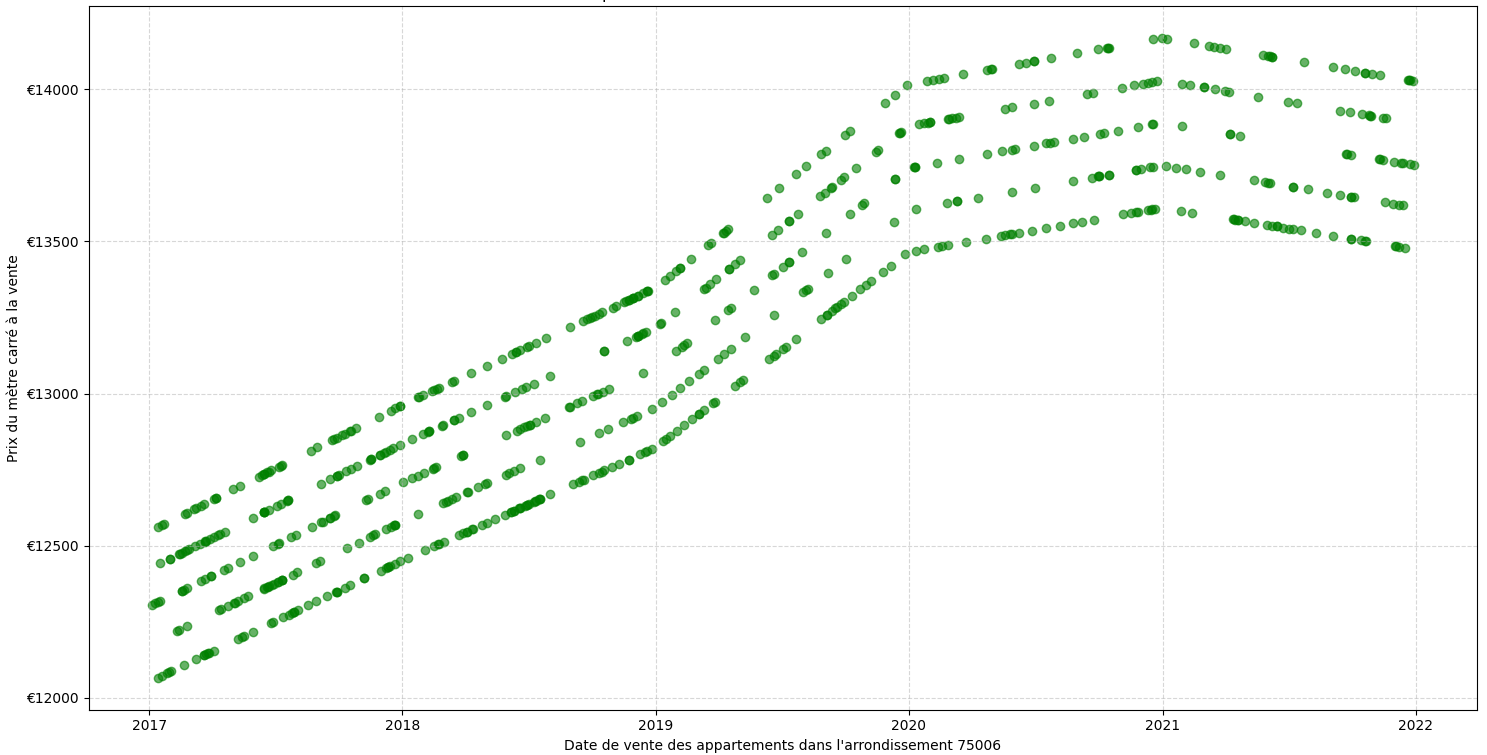 €14000
€13500
€13000
€12500
€12000
Prix du mètre carré à la vente
2017 2018 2019 2020 2021 2022
Date de vente des appartements dans l'arrondissement 75006